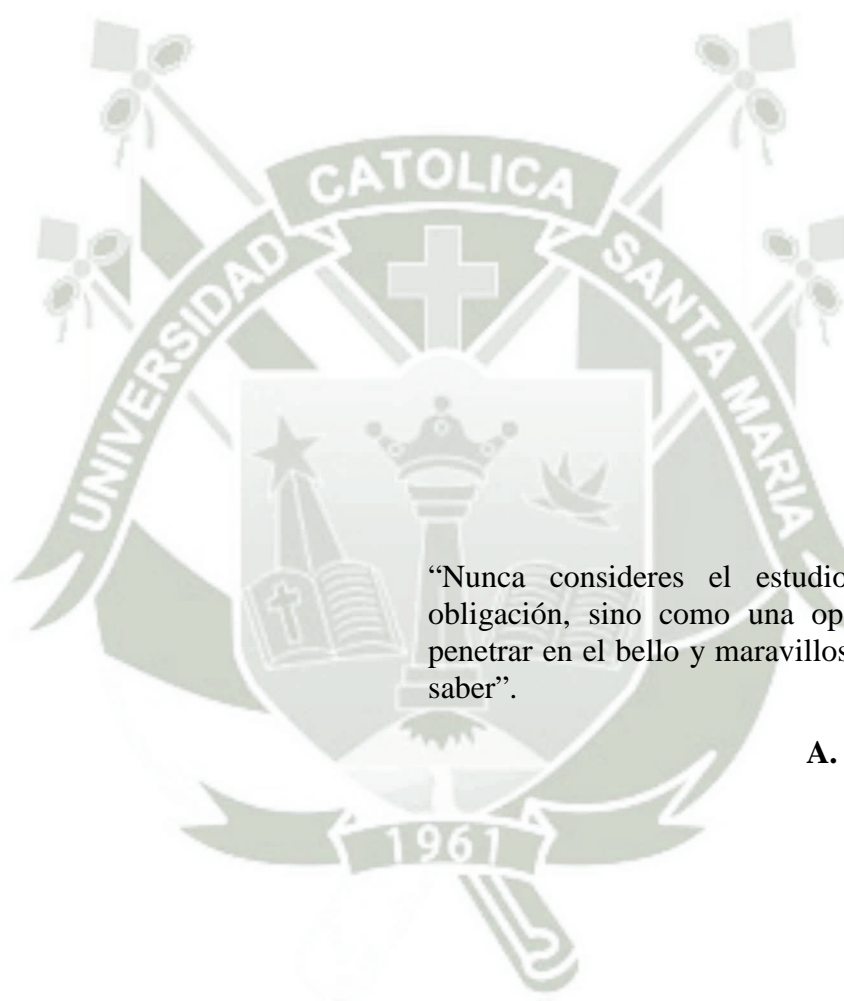 CATOLICA
UNIVERSIDAD
SANTA MARIA
“Nunca consideres el estudio
obligación, sino como una op
penetrar en el bello y maravillos
saber”.
A.
1961